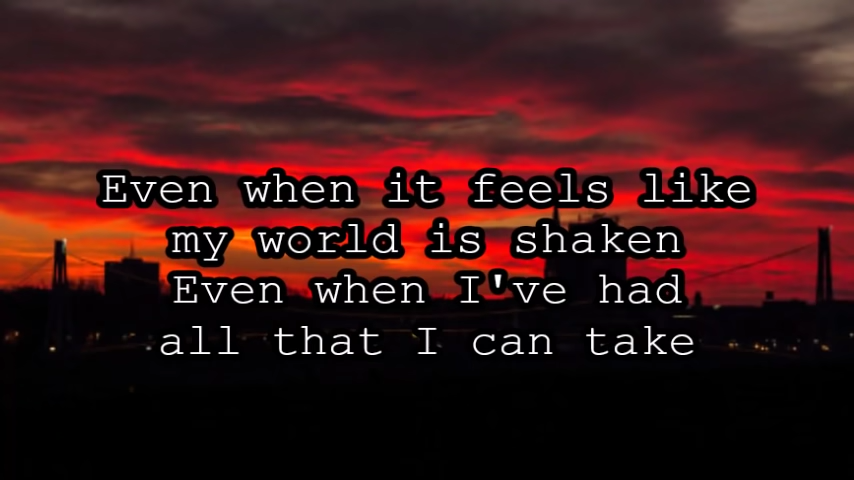 Even when it feels like
my world is shaken
Even when I've had
all that I can take